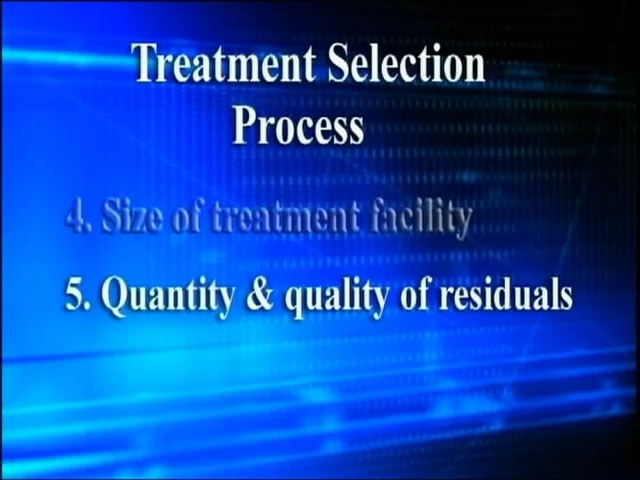 Treatment Selection
Process
4. Size of treatment facility
5. Quantity & quality of residuals